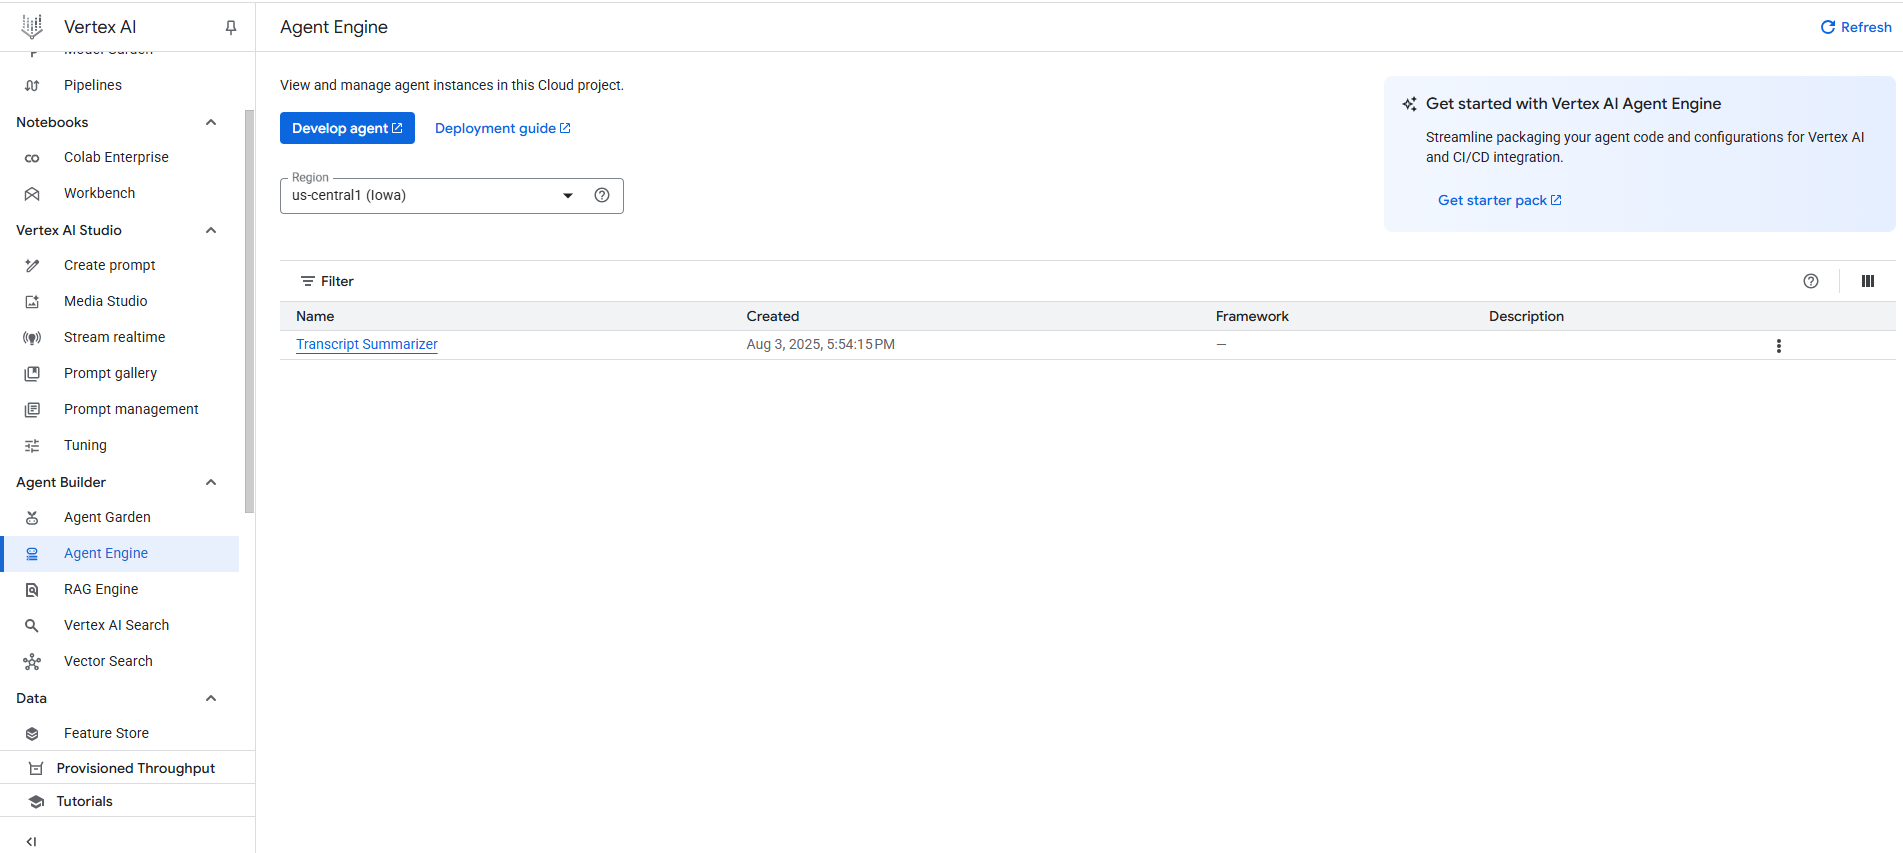 Vertex AI
Agent Engine
Refresh
Model Garden
Pipelines
Notebooks
Colab Enterprise
Workbench
Vertex AI Studio
Create prompt
Media Studio
Stream realtime
Prompt gallery
Prompt management
Tuning
Agent Builder
Agent Garden
Agent Engine
RAG Engine
Vertex AI Search
Vector Search
Data
Feature Store
Provisioned Throughput
Tutorials
View and manage agent instances in this Cloud project.
Develop agent
Deployment guide
Region
us-central1 (Iowa)
Get started with Vertex AI Agent Engine
Streamline packaging your agent code and configurations for Vertex AI
and CI/CD integration.
Get starter pack
Filter
Name Created Framework Description
Transcript Summarizer Aug 3, 2025, 5:54:15 PM —